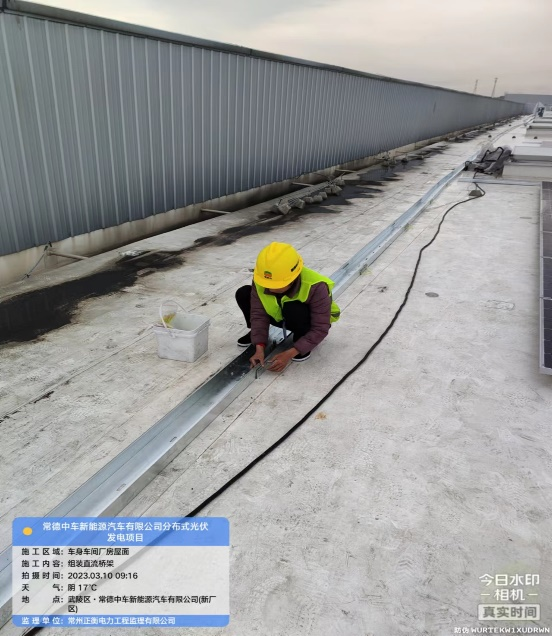 常德中车新能源汽车有限公司分布式光伏
发电项目
施工区域：车身车间厂房屋面
施工内容：组装直流桥架
拍摄时间：2023.03.10 09:16
天　　气：阴 17℃
地　　点：武陵区·常德中车新能源汽车有限公司(新厂
区)
监理单位：常州正衡电力工程监理有限公司
今日水印
相机
真实时间
防伪 WURTEKW1XUDRWN